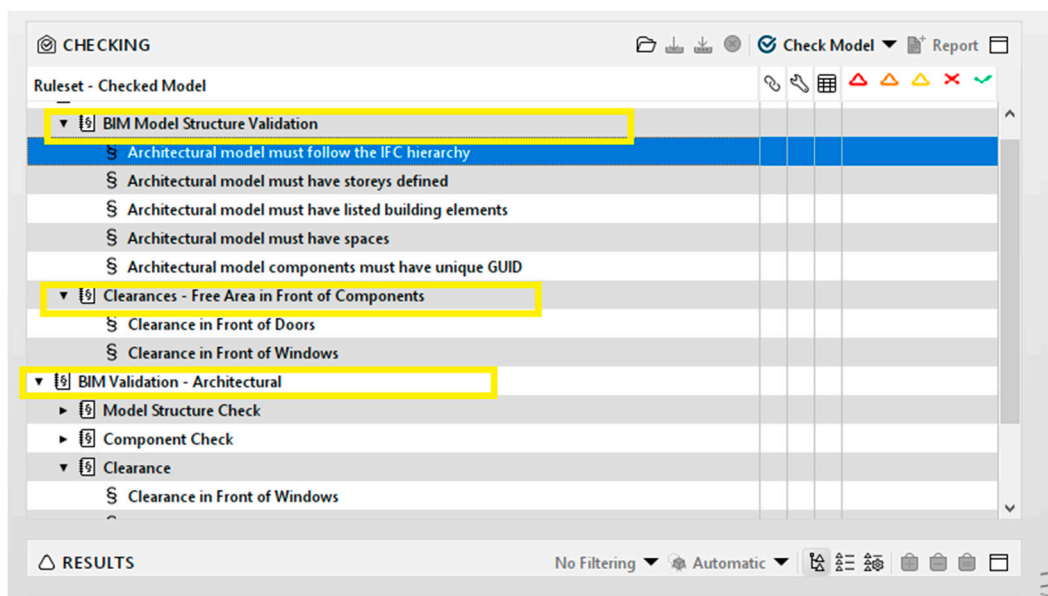 CHECKING
Check Model Report
Ruleset - Checked Model
§ BIM Model Structure Validation
§ Architectural model must follow the IFC hierarchy
§ Architectural model must have storeys defined
§ Architectural model must have listed building elements
§ Architectural model must have spaces
§ Architectural model components must have unique GUID
§ Clearances - Free Area in Front of Components
§ Clearance in Front of Doors
§ Clearance in Front of Windows
§ BIM Validation - Architectural
§ Model Structure Check
§ Component Check
§ Clearance
§ Clearance in Front of Windows
RESULTS
No Filtering Automatic